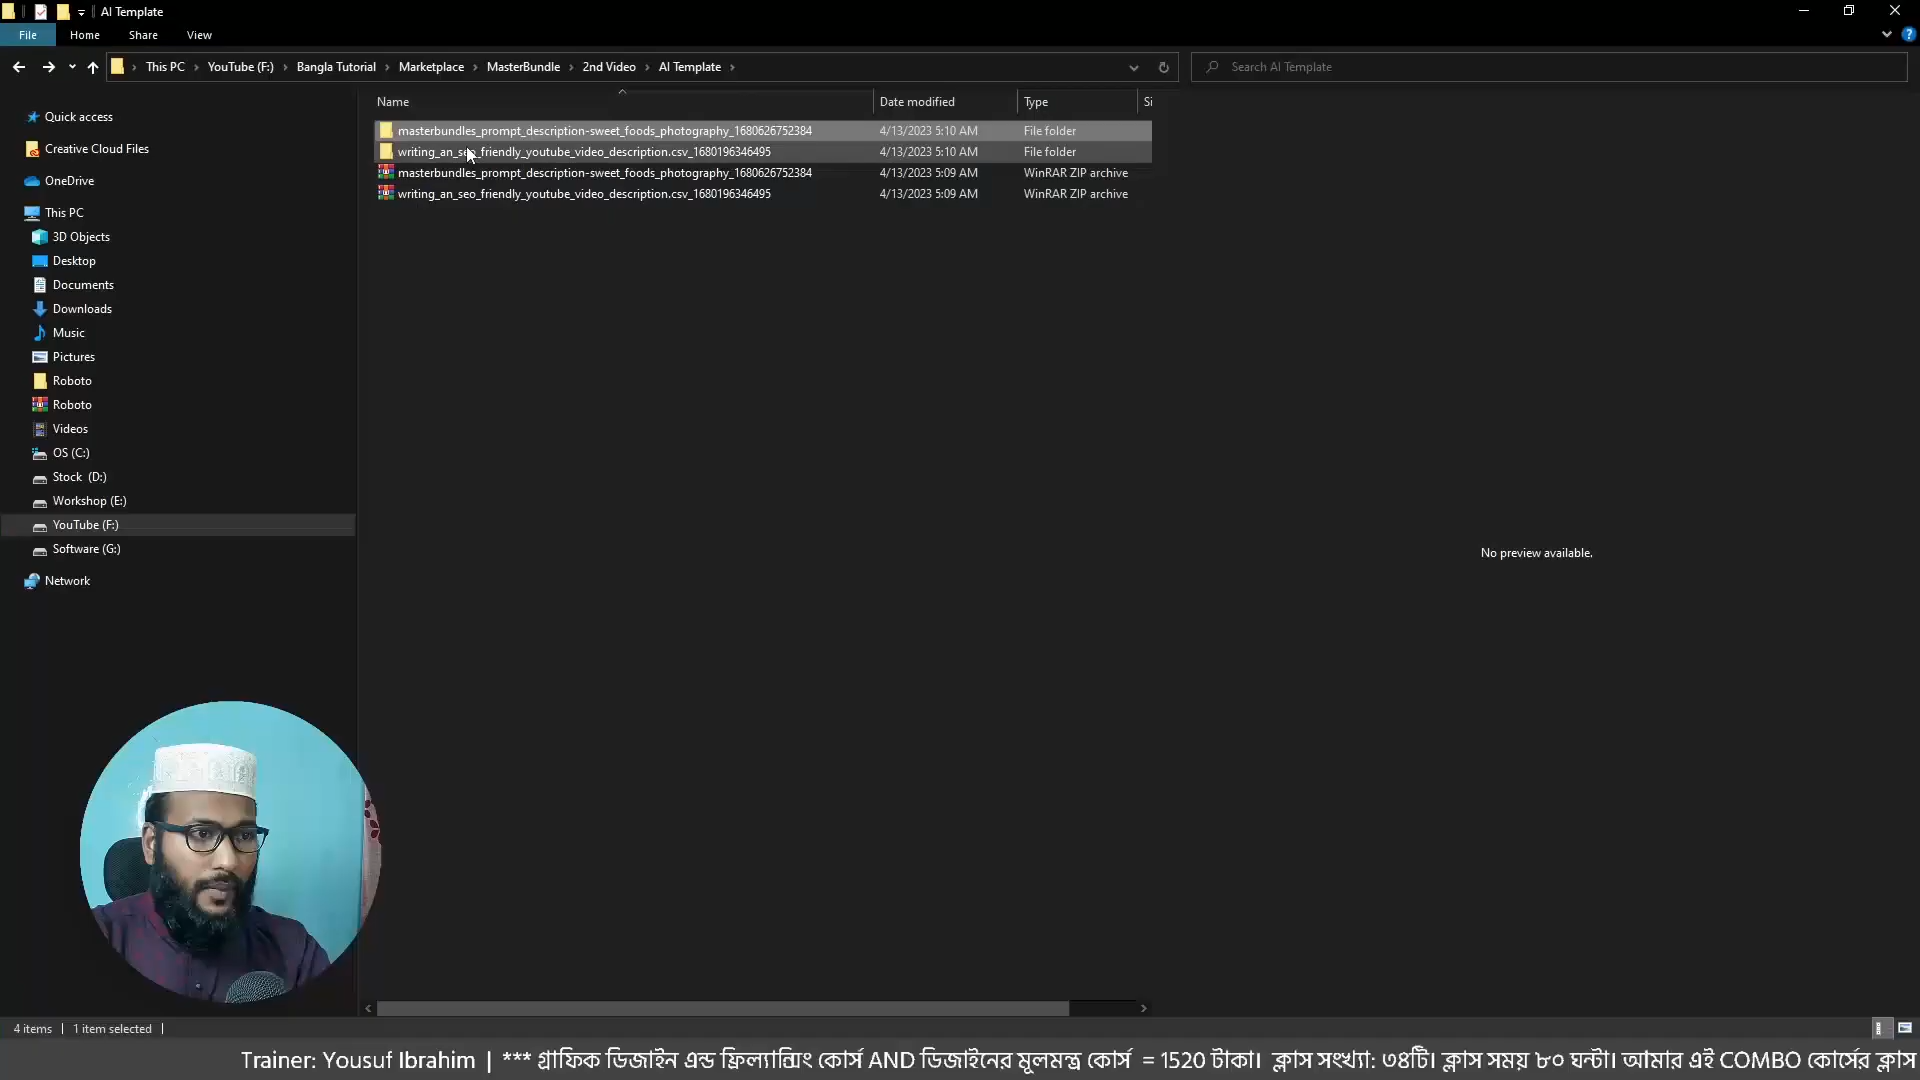 AI Template
File Home Share View
This PC YouTube (F:) Bangla Tutorial Marketplace MasterBundle 2nd Video AI Template
Search AI Template
Name Date modified Type Si
masterbundles_prompt_description-sweet_foods_photography_1680626752384 4/13/2023 5:10 AM File folder
writing_an_seo_friendly_youtube_video_description.csv_1680196346495 4/13/2023 5:10 AM File folder
masterbundles_prompt_description-sweet_foods_photography_1680626752384 4/13/2023 5:09 AM WinRAR ZIP archive
writing_an_seo_friendly_youtube_video_description.csv_1680196346495 4/13/2023 5:09 AM WinRAR ZIP archive
Quick access
Creative Cloud Files
OneDrive
This PC
3D Objects
Desktop
Documents
Downloads
Music
Pictures
Roboto
Roboto
Videos
OS (C:)
Stock (D:)
Workshop (E:)
YouTube (F:)
Software (G:)
Network
No preview available.
4 items 1 item selected
Trainer: Yousuf Ibrahim | *** গ্রাফিক ডিজাইন এন্ড ফ্রিল্যান্সিং কোর্স AND ডিজাইনের মূলমন্ত্র কোর্স = 1520 টাকা। ক্লাস সংখ্যা: ৩৪টি। ক্লাস সময় ৮০ ঘন্টা। আমার এই COMBO কোর্সের ক্লাস